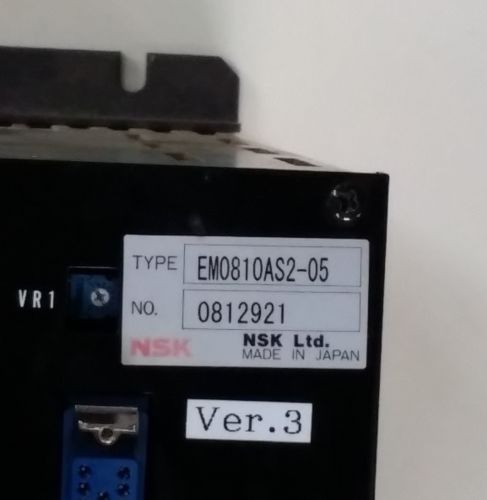 VR1
TYPE EM0810AS2-05
NO. 0812921
NSK NSK Ltd.
MADE IN JAPAN
Ver.3